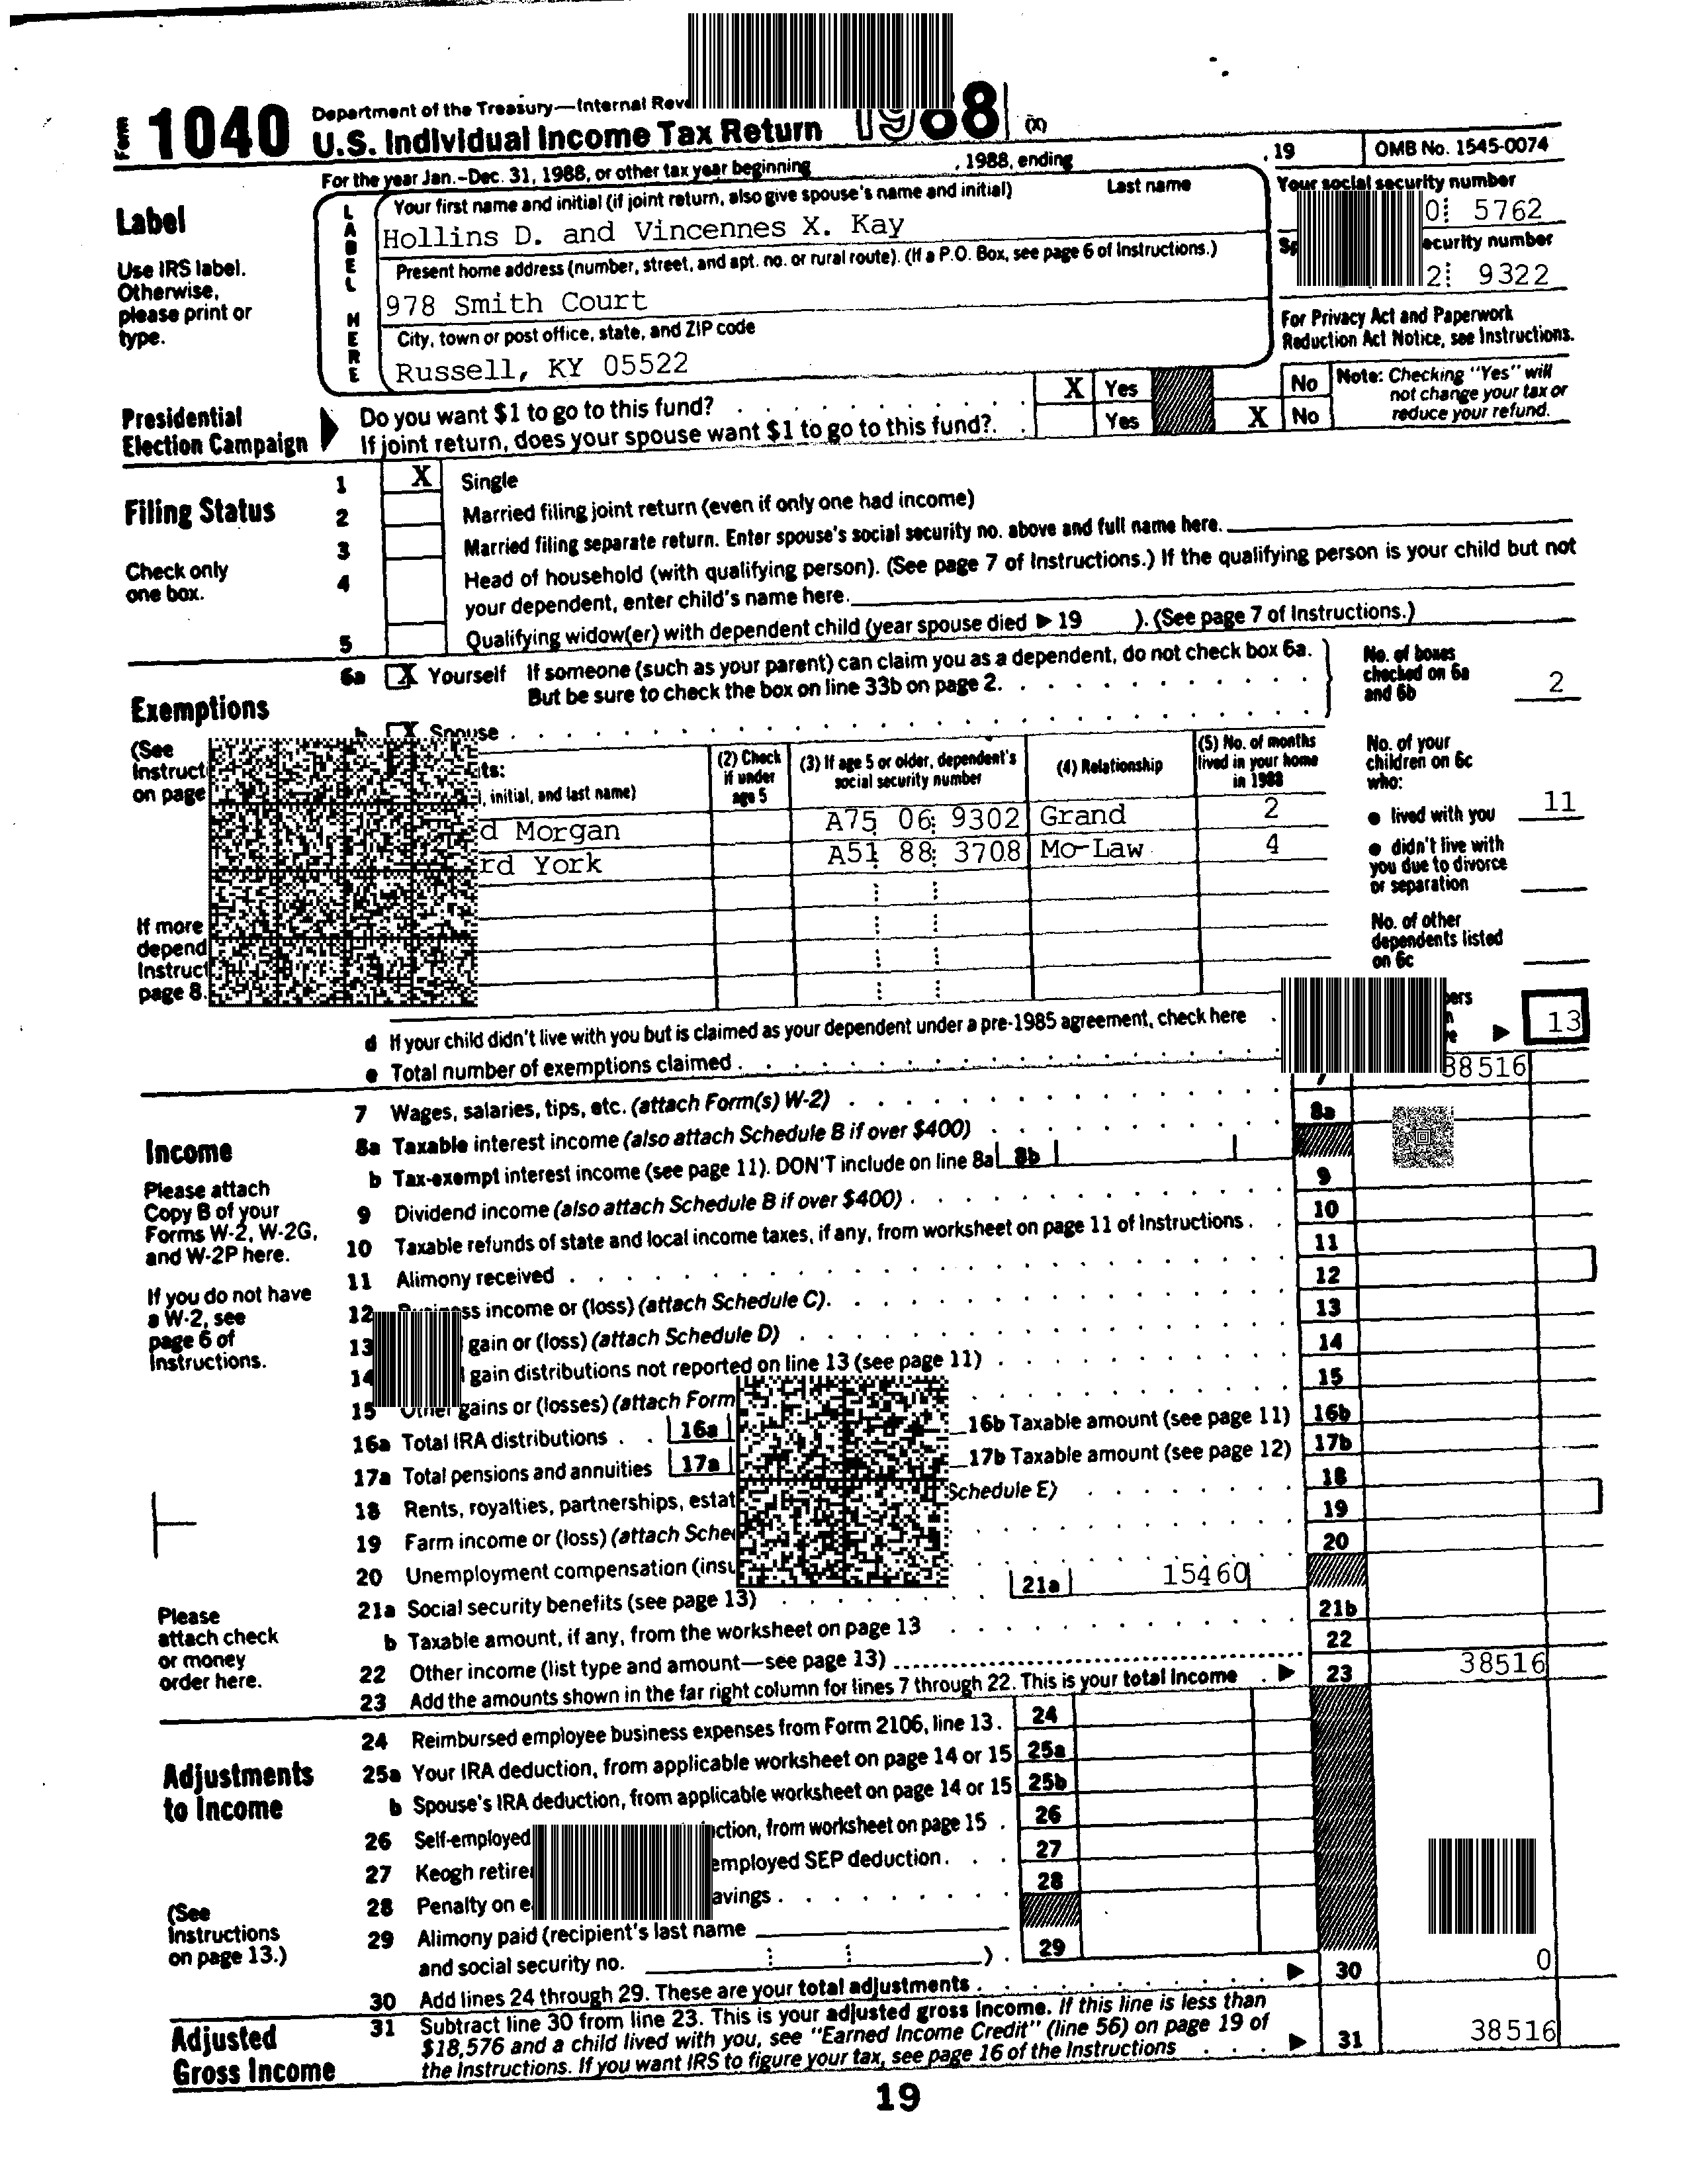 Form 1040 Department of the Treasury—Internal
U.S. Individual Income Tax Return 1988 (X)
For the year Jan.–Dec. 31, 1988, or other tax year beginning , 1988, ending , 19 OMB No. 1545-0074
Label
Use IRS label.
Otherwise,
please print or
type.
LABEL HERE
Your first name and initial (if joint return, also give spouse's name and initial) Last name
Hollins D. and Vincennes X. Kay
Present home address (number, street, and apt. no. or rural route). (If a P.O. Box, see page 6 of Instructions.)
978 Smith Court
City, town or post office, state, and ZIP code
Russell, KY 05522
Your social security number
0 5762
security number
2 9322
For Privacy Act and Paperwork
Reduction Act Notice, see Instructions.
Presidential
Election Campaign
Do you want $1 to go to this fund? X Yes No
If joint return, does your spouse want $1 to go to this fund?. Yes X No
Note: Checking "Yes" will
not change your tax or
reduce your refund.
Filing Status
Check only
one box.
1 X Single
2 Married filing joint return (even if only one had income)
3 Married filing separate return. Enter spouse's social security no. above and full name here.
4 Head of household (with qualifying person). (See page 7 of Instructions.) If the qualifying person is your child but not
your dependent, enter child's name here.
5 Qualifying widow(er) with dependent child (year spouse died ▶ 19 ). (See page 7 of Instructions.)
Exemptions
(See
on page
If more
page 8.
6a X Yourself If someone (such as your parent) can claim you as a dependent, do not check box 6a.
But be sure to check the box on line 33b on page 2.
X Spouse
initial, and last name)
(2) Check
if under
age 5
(3) If age 5 or older, dependent's
social security number
(4) Relationship
(5) No. of months
lived in your home
in 1988
Morgan A75 06 9302 Grand 2
York A51 88 3708 Mo-Law 4
No. of boxes
checked on 6a
and 6b 2
No. of your
children on 6c
who:
● lived with you 11
● didn't live with
you due to divorce
or separation
No. of other
dependents listed
on 6c
▶ 13
d If your child didn't live with you but is claimed as your dependent under a pre-1985 agreement, check here
e Total number of exemptions claimed
Income
Please attach
Copy B of your
Forms W-2, W-2G,
and W-2P here.
If you do not have
a W-2, see
page 6 of
Instructions.
Please
attach check
or money
order here.
7 Wages, salaries, tips, etc. (attach Form(s) W-2) 7 38516
8a Taxable interest income (also attach Schedule B if over $400) 8a
b Tax-exempt interest income (see page 11). DON'T include on line 8a 8b
9 Dividend income (also attach Schedule B if over $400) 9
10 Taxable refunds of state and local income taxes, if any, from worksheet on page 11 of Instructions 10
11 Alimony received 11
12 Business income or (loss) (attach Schedule C) 12
13 gain or (loss) (attach Schedule D) 13
14 gain distributions not reported on line 13 (see page 11) 14
15 Other gains or (losses) (attach Form 15
16a Total IRA distributions 16a 16b Taxable amount (see page 11) 16b
17a Total pensions and annuities 17a 17b Taxable amount (see page 12) 17b
18 Rents, royalties, partnerships, Schedule E) 18
19 Farm income or (loss) (attach 19
20 Unemployment compensation 20
21a Social security benefits (see page 13) 21a 15460
b Taxable amount, if any, from the worksheet on page 13 21b
22 Other income (list type and amount—see page 13) 22
23 Add the amounts shown in the far right column for lines 7 through 22. This is your total income ▶ 23 38516
Adjustments
to Income
(See
Instructions
on page 13.)
24 Reimbursed employee business expenses from Form 2106, line 13 24
25a Your IRA deduction, from applicable worksheet on page 14 or 15 25a
b Spouse's IRA deduction, from applicable worksheet on page 14 or 15 25b
26 Self-employed from worksheet on page 15 26
27 Keogh employed SEP deduction 27
28 Penalty on 28
29 Alimony paid (recipient's last name
and social security no. ) 29
30 Add lines 24 through 29. These are your total adjustments ▶ 30 0
Adjusted
Gross Income
31 Subtract line 30 from line 23. This is your adjusted gross income. If this line is less than
$18,576 and a child lived with you, see "Earned Income Credit" (line 56) on page 19 of
the Instructions. If you want IRS to figure your tax, see page 16 of the Instructions ▶ 31 38516
19